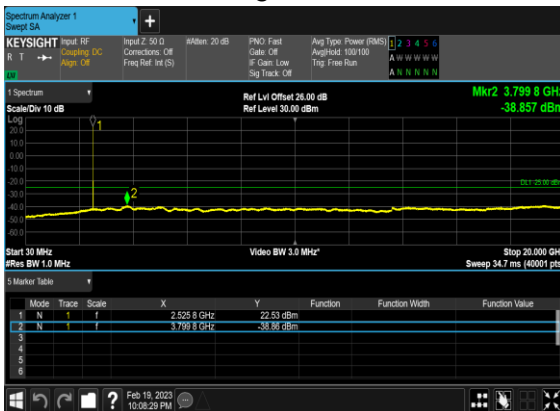 Spectrum Analyzer 1
Swept SA
KEYSIGHT
R T
LV
Input: RF
Coupling: DC
Align: Off
Input Z: 50 Ω
Corrections: Off
Freq Ref: Int (S)
#Atten: 20 dB
PNO: Fast
Gate: Off
IF Gain: Low
Sig Track: Off
Avg Type: Power (RMS)
Avg|Hold: 100/100
Trig: Free Run
1 2 3 4 5 6
A W W W W W
A N N N N N
1 Spectrum
Scale/Div 10 dB
Log
Ref Lvl Offset 26.00 dB
Ref Level 30.00 dBm
Mkr2 3.799 8 GHz
-38.857 dBm
20.0
10.0
0.00
-10.0
-20.0
-30.0
-40.0
-50.0
-60.0
1
2
DL1 -25.00 dBm
Start 30 MHz
#Res BW 1.0 MHz
Video BW 3.0 MHz*
Stop 20.000 GHz
Sweep 34.7 ms (40001 pts)
5 Marker Table
Mode Trace Scale X Y Function Function Width Function Value
1 N 1 f 2.525 8 GHz 22.53 dBm
2 N 1 f 3.799 8 GHz -38.86 dBm
3
4
5
6
?
Feb 19, 2023
10:08:29 PM